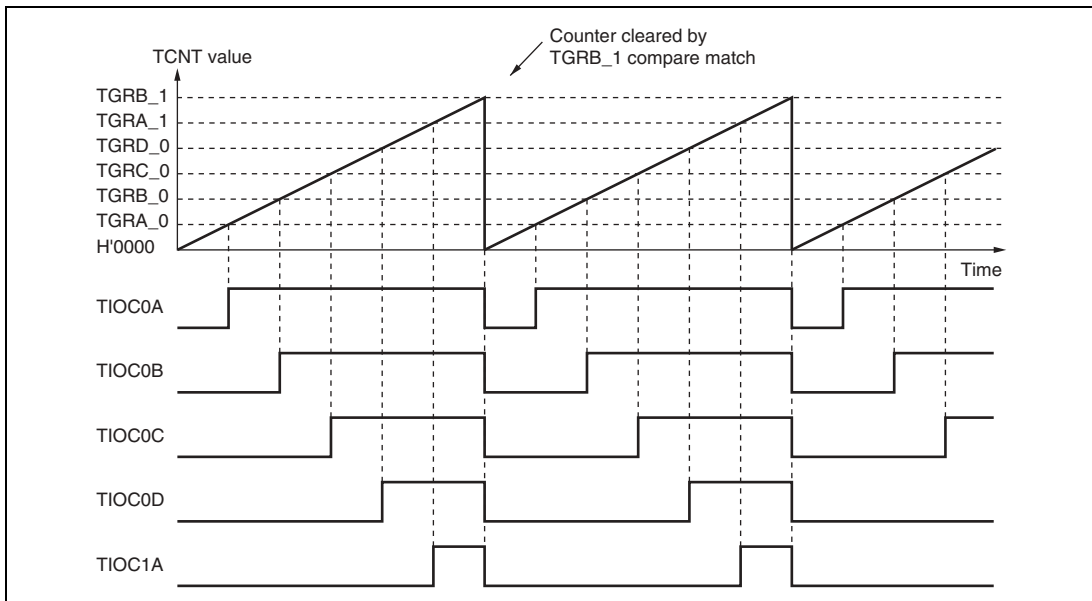 Counter cleared by
TGRB_1 compare match
TCNT value
TGRB_1
TGRA_1
TGRD_0
TGRC_0
TGRB_0
TGRA_0
H'0000
Time
TIOC0A
TIOC0B
TIOC0C
TIOC0D
TIOC1A